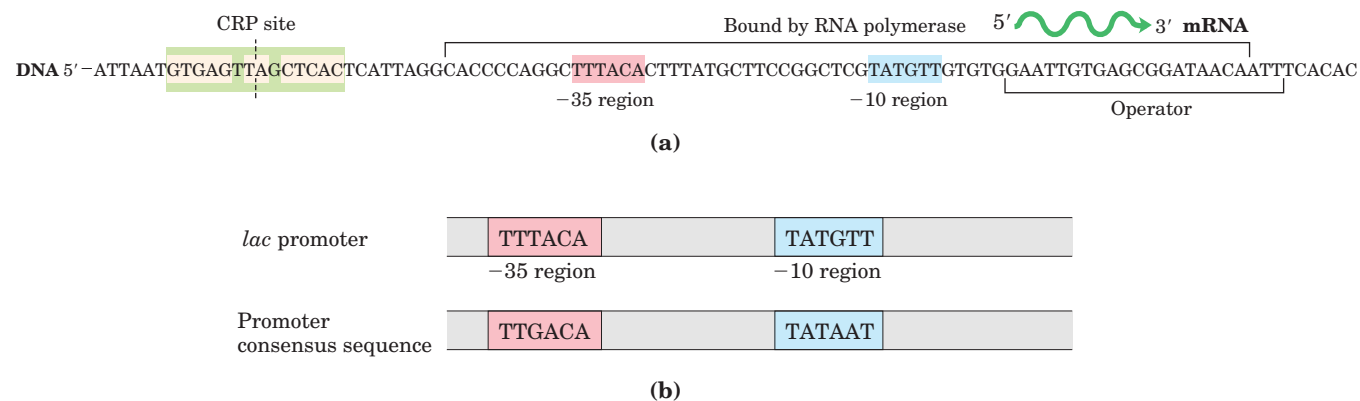 CRP site
Bound by RNA polymerase 5′ 3′ mRNA
DNA 5′–ATTAATGTGAGTTAGCTCACTCATTAGGCACCCCAGGCTTTACACTTTATGCTTCCGGCTCGTATGTTGTGTGGAATTGTGAGCGGATAACAATTTCACAC
−35 region −10 region Operator
(a)
lac promoter TTTACA TATGTT
−35 region −10 region
Promoter
consensus sequence TTGACA TATAAT
(b)